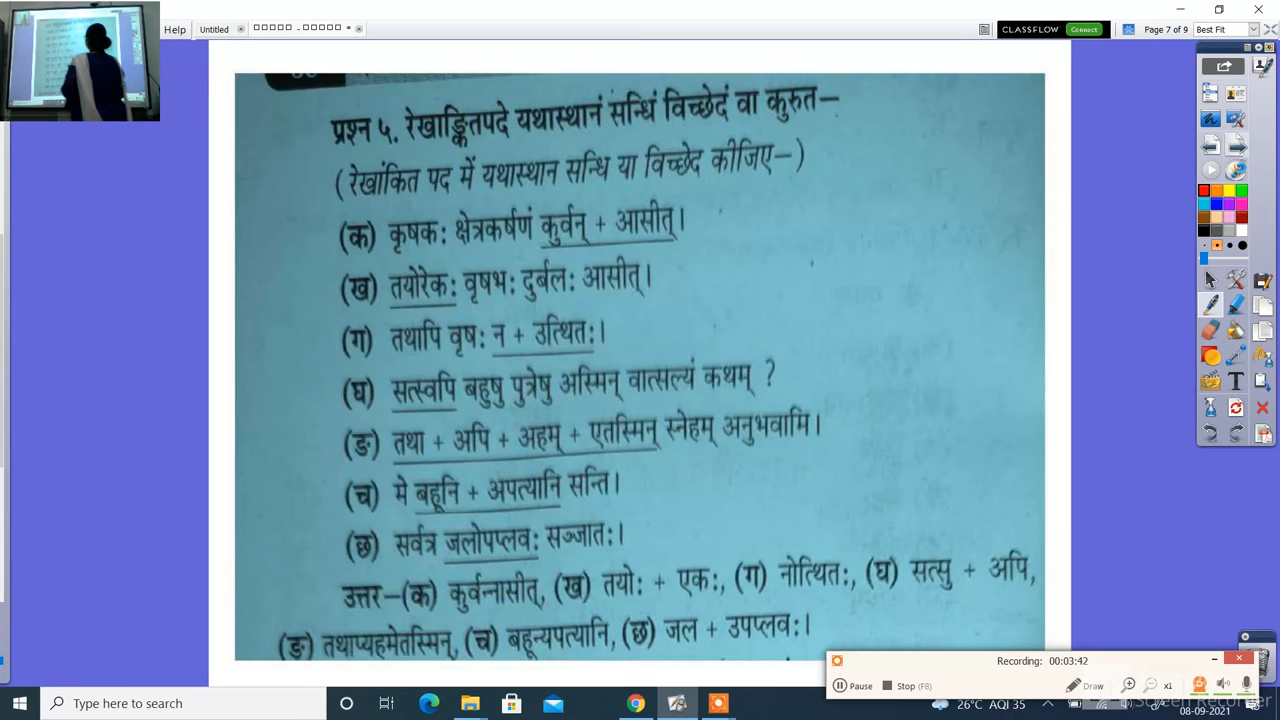 Help
Untitled
CLASSFLOW
Connect
Page 7 of 9
Best Fit
प्रश्न ५. रेखाङ्कितपदे यथास्थानं सन्धिं विच्छेदं वा कुरुत–
(रेखांकित पद में यथास्थान सन्धि या विच्छेद कीजिए–)
(क) कृषकः क्षेत्रकर्षणं कुर्वन् + आसीत्।
(ख) तयोरेकः वृषभः दुर्बलः आसीत्।
(ग) तथापि वृषः न + उत्थितः।
(घ) सत्स्वपि बहुषु पुत्रेषु अस्मिन् वात्सल्यं कथम् ?
(ङ) तथा + अपि + अहम् + एतस्मिन् स्नेहम् अनुभवामि।
(च) मे बहूनि + अपत्यानि सन्ति।
(छ) सर्वत्र जलोपप्लवः सञ्जातः।
उत्तर–(क) कुर्वन्नासीत्, (ख) तयोः + एकः, (ग) नोत्थितः, (घ) सत्सु + अपि,
(ङ) तथाप्यहमेतस्मिन्, (च) बहून्यपत्यानि, (छ) जल + उपप्लवः।
Recording: 00:03:42
Pause
Stop (F8)
Draw
x1
Type here to search
26°C AQI 35
08-09-2021